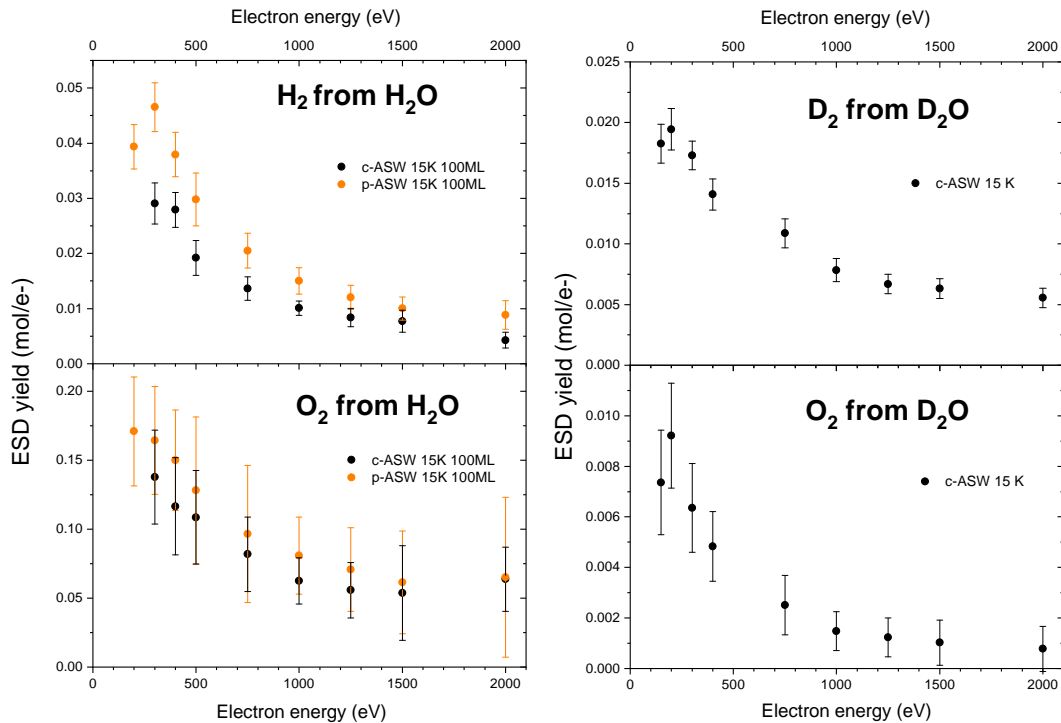 Electron energy (eV)
0 500 1000 1500 2000
H2 from H2O
c-ASW 15K 100ML
p-ASW 15K 100ML
0.05
0.04
0.03
0.02
0.01
0.00
ESD yield (mol/e-)
O2 from H2O
c-ASW 15K 100ML
p-ASW 15K 100ML
0.20
0.15
0.10
0.05
0.00
0 500 1000 1500 2000
Electron energy (eV)
Electron energy (eV)
0 500 1000 1500 2000
D2 from D2O
c-ASW 15 K
0.025
0.020
0.015
0.010
0.005
0.000
ESD yield (mol/e-)
O2 from D2O
c-ASW 15 K
0.010
0.008
0.006
0.004
0.002
0.000
0 500 1000 1500 2000
Electron energy (eV)